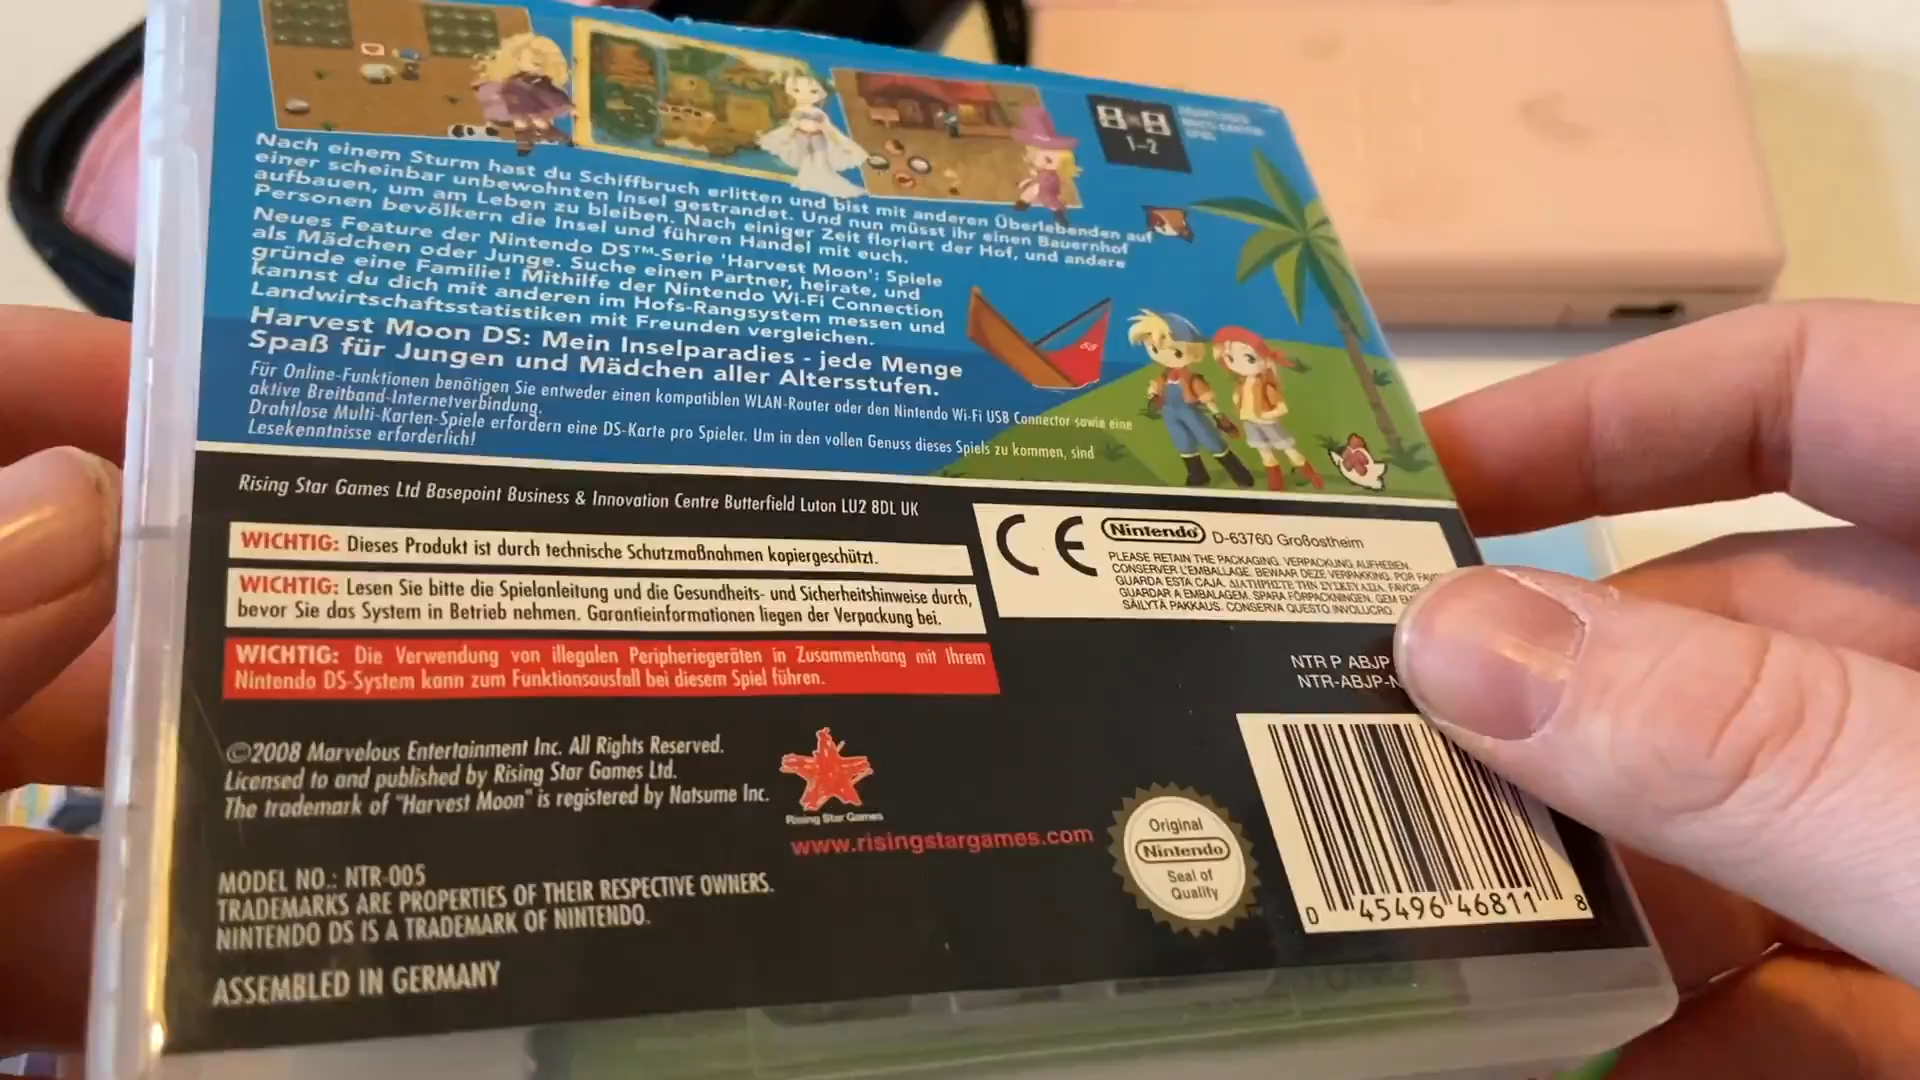 1-2
Nach einem Sturm hast du Schiffbruch erlitten und bist mit anderen Überlebenden auf
einer scheinbar unbewohnten Insel gestrandet. Und nun müsst ihr einen Bauernhof
aufbauen, um am Leben zu bleiben. Nach einiger Zeit floriert der Hof, und andere
Personen bevölkern die Insel und führen Handel mit euch.
Neues Feature der Nintendo DS™-Serie 'Harvest Moon': Spiele
als Mädchen oder Junge. Suche einen Partner, heirate, und
gründe eine Familie! Mithilfe der Nintendo Wi-Fi Connection
kannst du dich mit anderen im Hofs-Rangsystem messen und
Landwirtschaftsstatistiken mit Freunden vergleichen.
Harvest Moon DS: Mein Inselparadies - jede Menge
Spaß für Jungen und Mädchen aller Altersstufen.
Für Online-Funktionen benötigen Sie entweder einen kompatiblen WLAN-Router oder den Nintendo Wi-Fi USB Connector sowie eine
aktive Breitband-Internetverbindung.
Drahtlose Multi-Karten-Spiele erfordern eine DS-Karte pro Spieler. Um in den vollen Genuss dieses Spiels zu kommen, sind
Lesekenntnisse erforderlich!
Rising Star Games Ltd Basepoint Business & Innovation Centre Butterfield Luton LU2 8DL UK
WICHTIG: Dieses Produkt ist durch technische Schutzmaßnahmen kopiergeschützt.
WICHTIG: Lesen Sie bitte die Spielanleitung und die Gesundheits- und Sicherheitshinweise durch,
bevor Sie das System in Betrieb nehmen. Garantieinformationen liegen der Verpackung bei.
WICHTIG: Die Verwendung von illegalen Peripheriegeräten in Zusammenhang mit Ihrem
Nintendo DS-System kann zum Funktionsausfall bei diesem Spiel führen.
CE Nintendo D-63760 Großostheim
PLEASE RETAIN THE PACKAGING. VERPACKUNG AUFHEBEN.
CONSERVER L'EMBALLAGE. BEWAAR DEZE VERPAKKING. POR FAV
GUARDA ESTA CAJA. ΔΙΑΤΗΡΗΣΤΕ ΤΗΝ ΣΥΣΚΕΥΑΣΙΑ. FAVOR
GUARDAR A EMBALAGEM. SPARA FÖRPACKNINGEN. GEM EM
SÄILYTÄ PAKKAUS. CONSERVA QUESTO INVOLUCRO.
NTR P ABJP
NTR-ABJP-N
©2008 Marvelous Entertainment Inc. All Rights Reserved.
Licensed to and published by Rising Star Games Ltd.
The trademark of "Harvest Moon" is registered by Natsume Inc.
Rising Star Games
www.risingstargames.com
MODEL NO.: NTR-005
TRADEMARKS ARE PROPERTIES OF THEIR RESPECTIVE OWNERS.
NINTENDO DS IS A TRADEMARK OF NINTENDO.
ASSEMBLED IN GERMANY
Original
Nintendo
Seal of
Quality
0 45496 46811 8